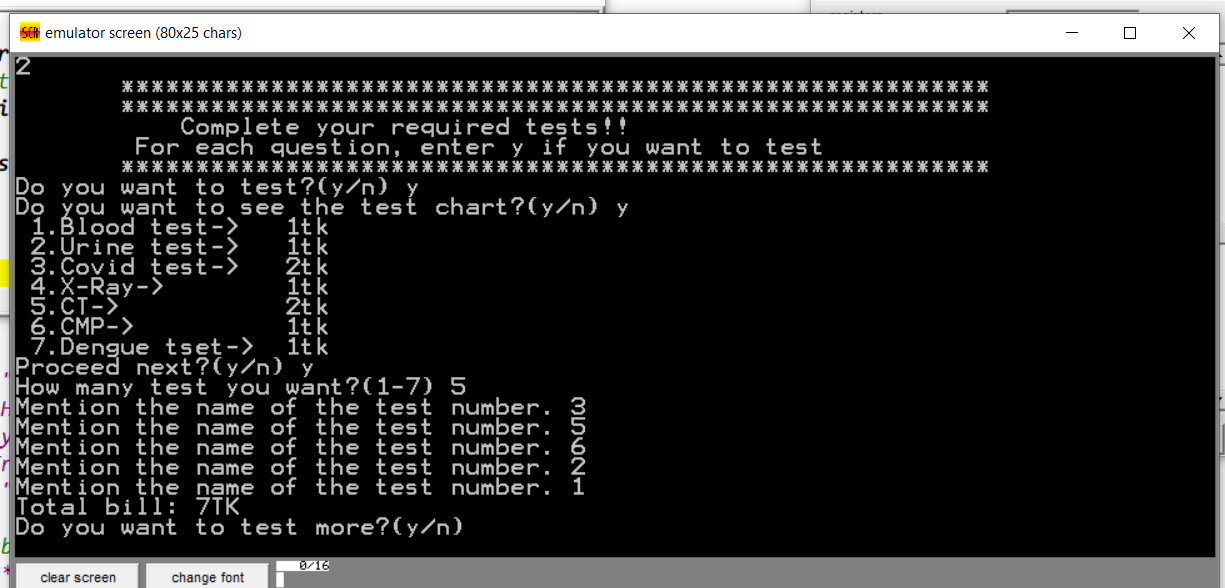 emulator screen (80x25 chars)
2
**********************************************************
**********************************************************
Complete your required tests!!
For each question, enter y if you want to test
**********************************************************
Do you want to test?(y/n) y
Do you want to see the test chart?(y/n) y
1.Blood test-> 1tk
2.Urine test-> 1tk
3.Covid test-> 2tk
4.X-Ray-> 1tk
5.CT-> 2tk
6.CMP-> 1tk
7.Dengue tset-> 1tk
Proceed next?(y/n) y
How many test you want?(1-7) 5
Mention the name of the test number. 3
Mention the name of the test number. 5
Mention the name of the test number. 6
Mention the name of the test number. 2
Mention the name of the test number. 1
Total bill: 7TK
Do you want to test more?(y/n)
clear screen change font 0/16